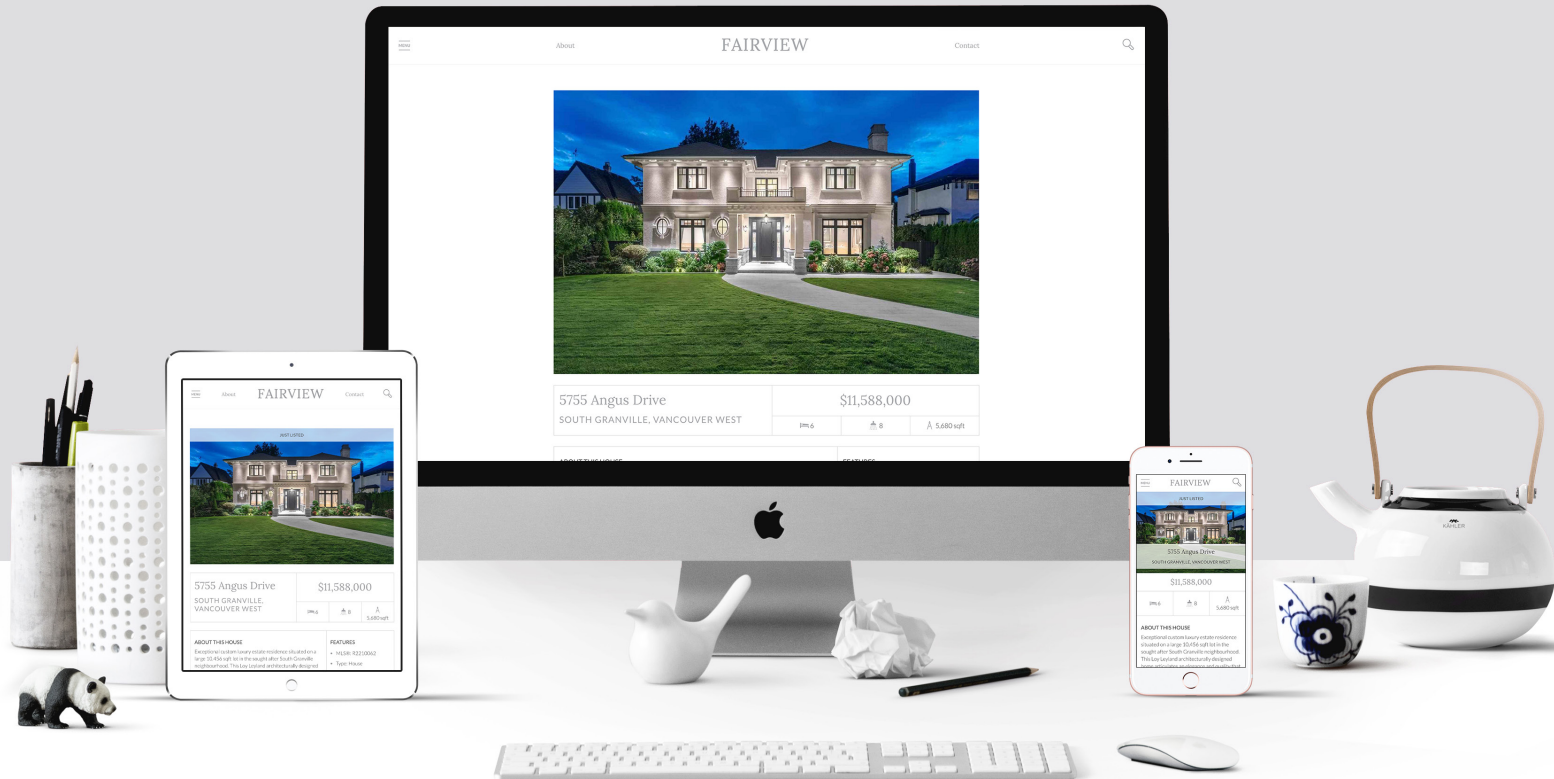 MENU
About
FAIRVIEW
Contact
5755 Angus Drive
SOUTH GRANVILLE, VANCOUVER WEST
$11,588,000
6
8
5,680 sqft
ABOUT THIS HOUSE
FEATURES
MENU
About
FAIRVIEW
Contact
JUST LISTED
5755 Angus Drive
SOUTH GRANVILLE,
VANCOUVER WEST
$11,588,000
6
8
5,680 sqft
ABOUT THIS HOUSE
Exceptional custom luxury estate residence situated on a
large 10,456 sqft lot in the sought after South Granville
neighbourhood. This Loy Leyland architecturally designed
FEATURES
• MLS®: R2210062
• Type: House
MENU
FAIRVIEW
JUST LISTED
5755 Angus Drive
SOUTH GRANVILLE, VANCOUVER WEST
$11,588,000
6
8
5,680 sqft
ABOUT THIS HOUSE
Exceptional custom luxury estate residence
situated on a large 10,456 sqft lot in the
sought after South Granville neighbourhood.
This Loy Leyland architecturally designed
KÄHLER